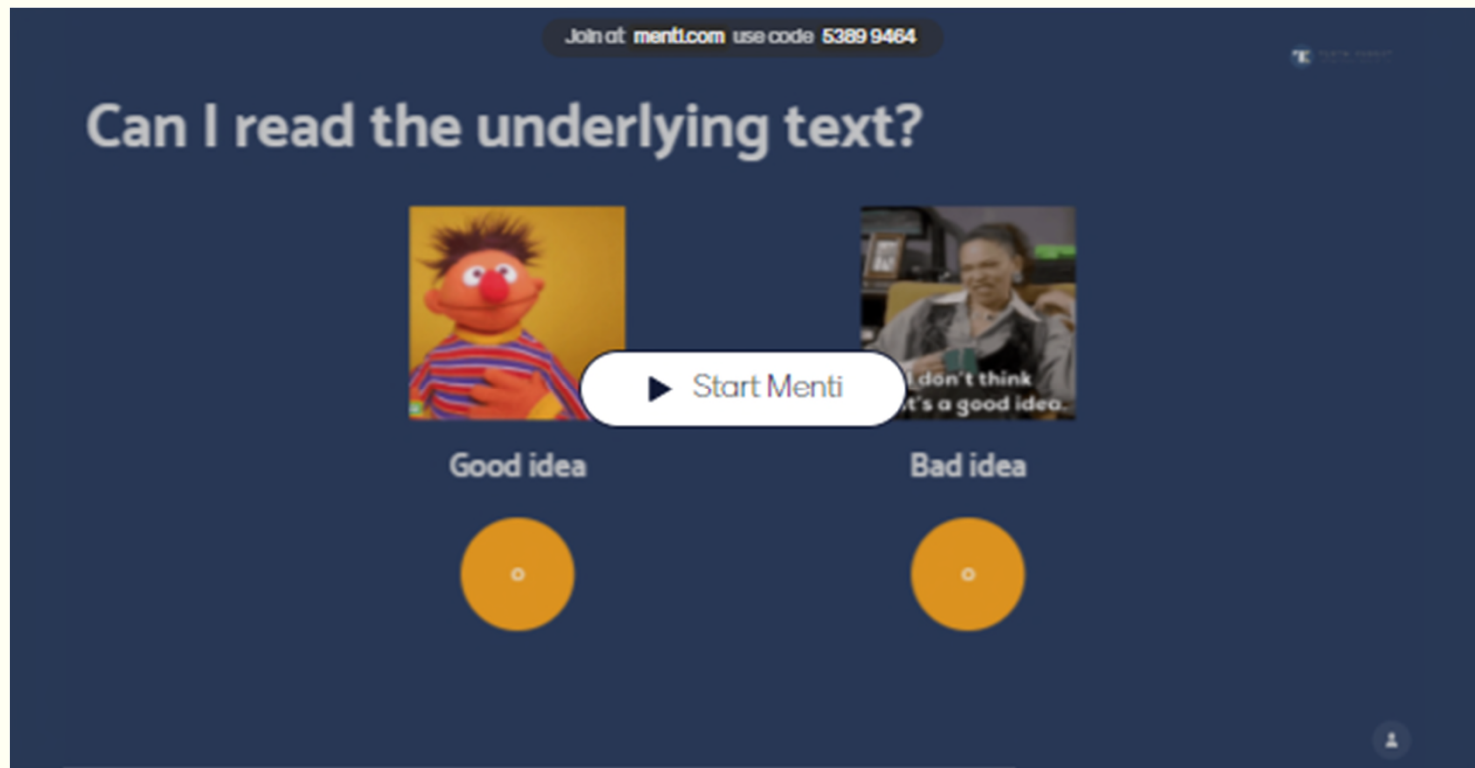 Join at menti.com use code 5389 9464
Can I read the underlying text?
Start Menti
I don't think
t's a good idea.
Good idea
Bad idea
0
0